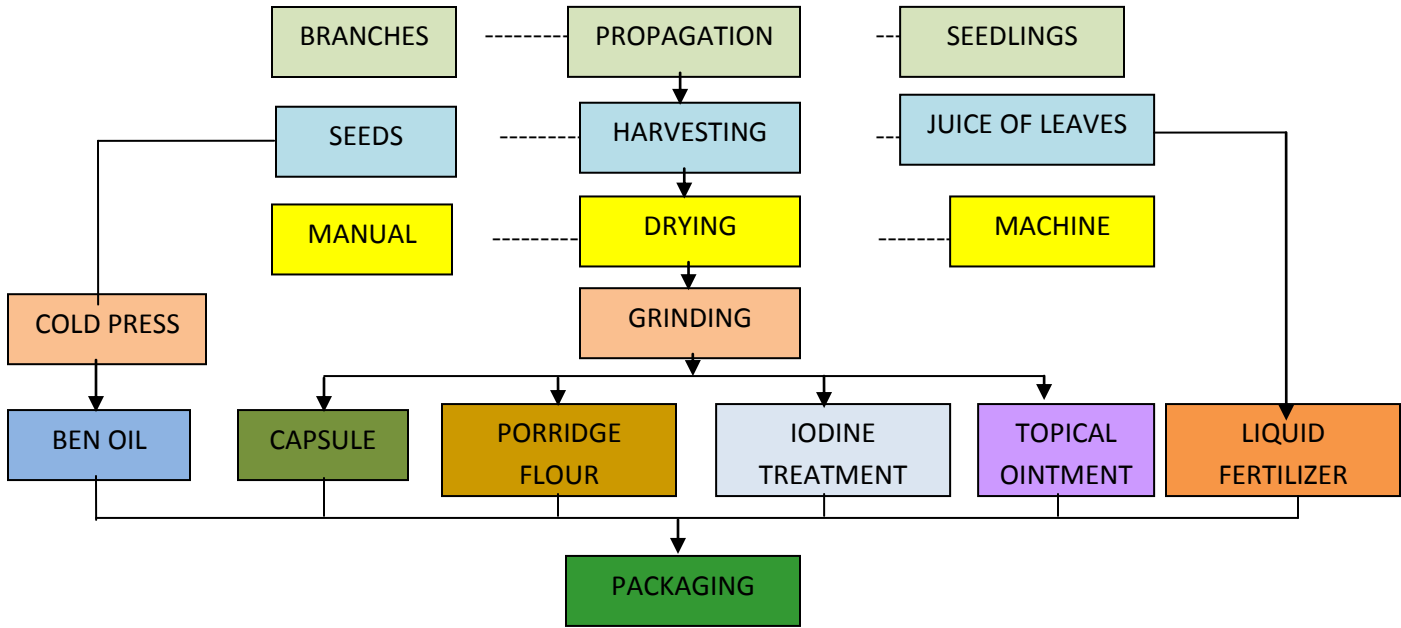 BRANCHES
PROPAGATION
SEEDLINGS
SEEDS
HARVESTING
JUICE OF LEAVES
MANUAL
DRYING
MACHINE
COLD PRESS
GRINDING
BEN OIL
CAPSULE
PORRIDGE
FLOUR
IODINE
TREATMENT
TOPICAL
OINTMENT
LIQUID
FERTILIZER
PACKAGING